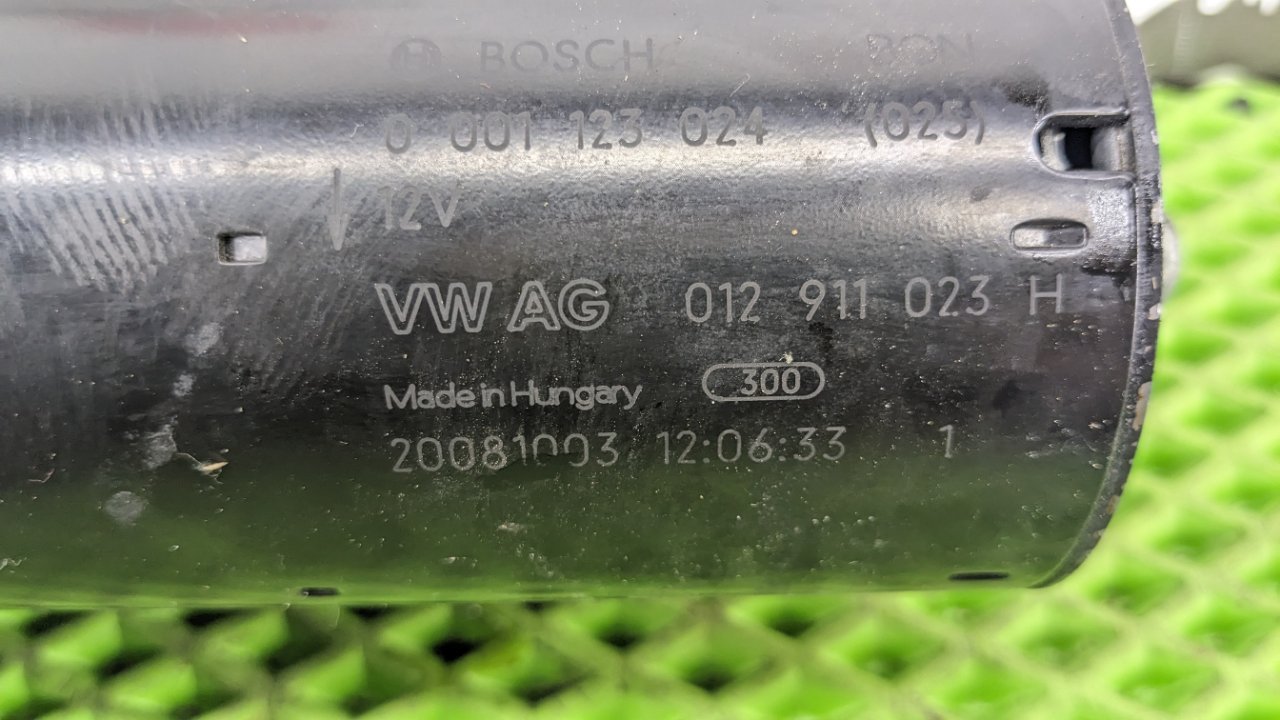 BOSCH
0 001 123 024 (025)
12V
VW AG 012 911 023 H
Made in Hungary 300
20081003 12:06:33 1